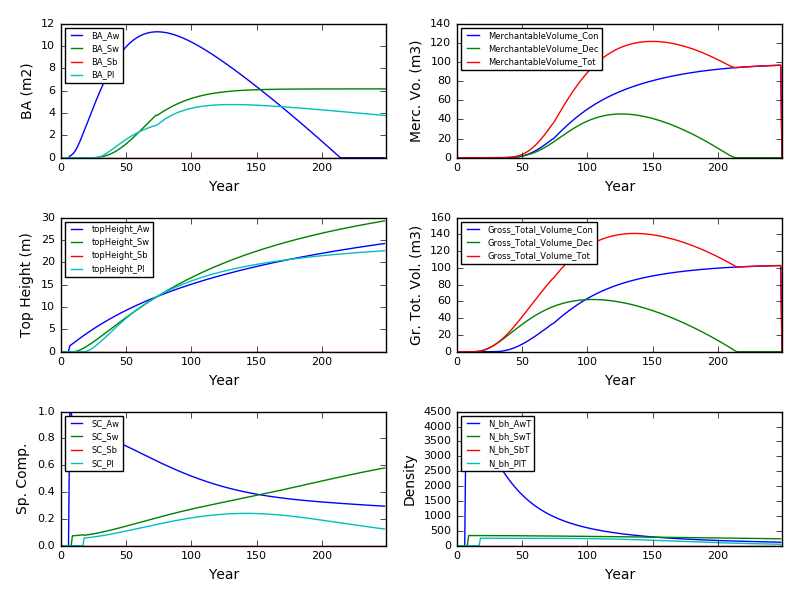 BA (m2)
12
10
8
6
4
2
0
BA_Aw
BA_Sw
BA_Sb
BA_Pl
0 50 100 150 200
Year
Merc. Vo. (m3)
140
120
100
80
60
40
20
0
MerchantableVolume_Con
MerchantableVolume_Dec
MerchantableVolume_Tot
0 50 100 150 200
Year
Top Height (m)
30
25
20
15
10
5
0
topHeight_Aw
topHeight_Sw
topHeight_Sb
topHeight_Pl
0 50 100 150 200
Year
Gr. Tot. Vol. (m3)
160
140
120
100
80
60
40
20
0
Gross_Total_Volume_Con
Gross_Total_Volume_Dec
Gross_Total_Volume_Tot
0 50 100 150 200
Year
Sp. Comp.
1.0
0.8
0.6
0.4
0.2
0.0
SC_Aw
SC_Sw
SC_Sb
SC_Pl
0 50 100 150 200
Year
Density
4500
4000
3500
3000
2500
2000
1500
1000
500
0
N_bh_AwT
N_bh_SwT
N_bh_SbT
N_bh_PlT
0 50 100 150 200
Year